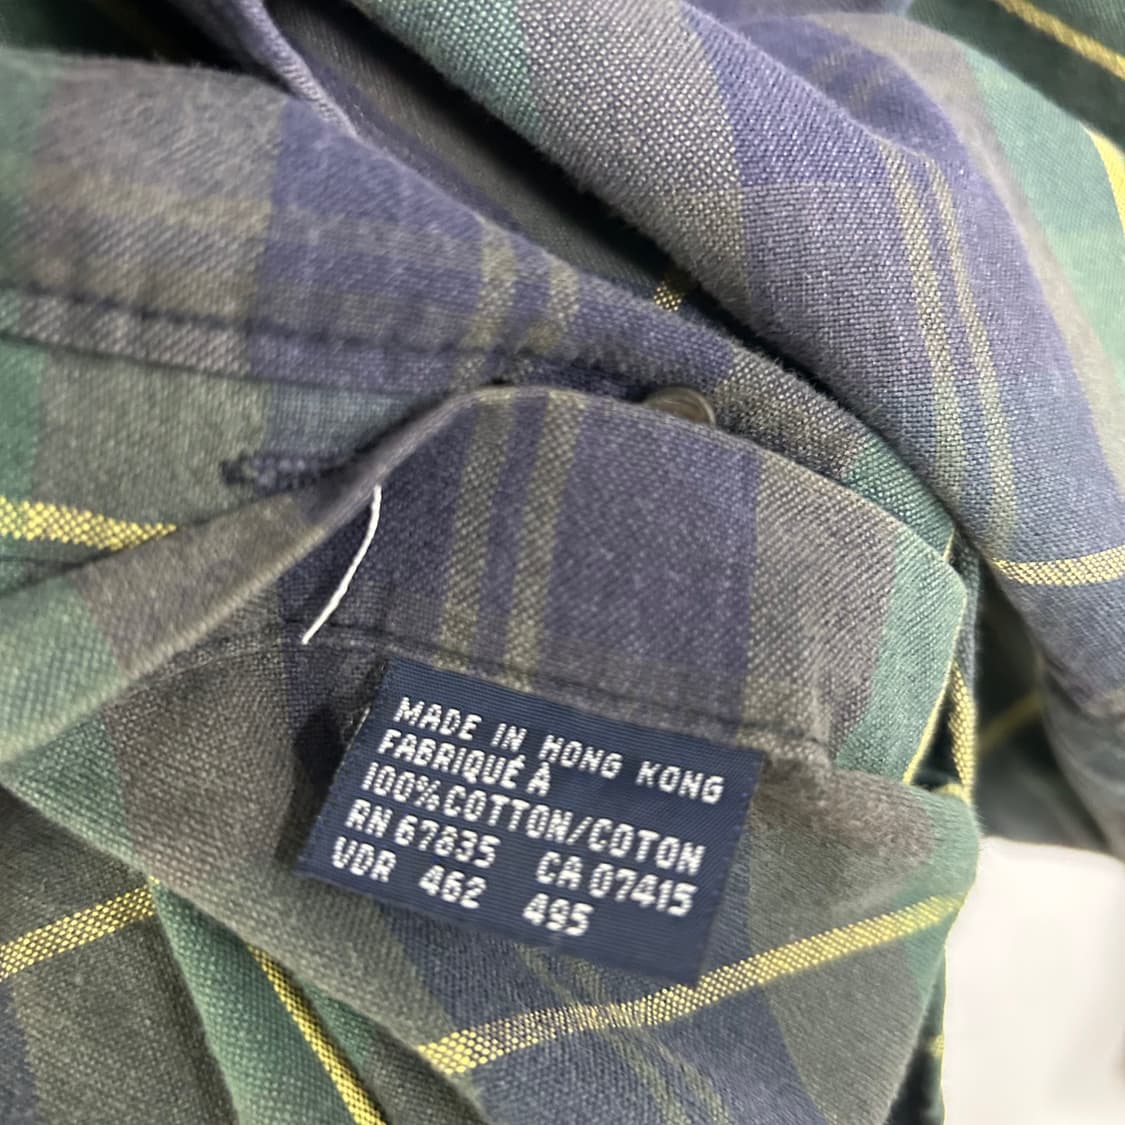 MADE IN HONG KONG
FABRIQUÉ À
100% COTTON/COTON
RN 67835 CA 07415
VDR 462 495